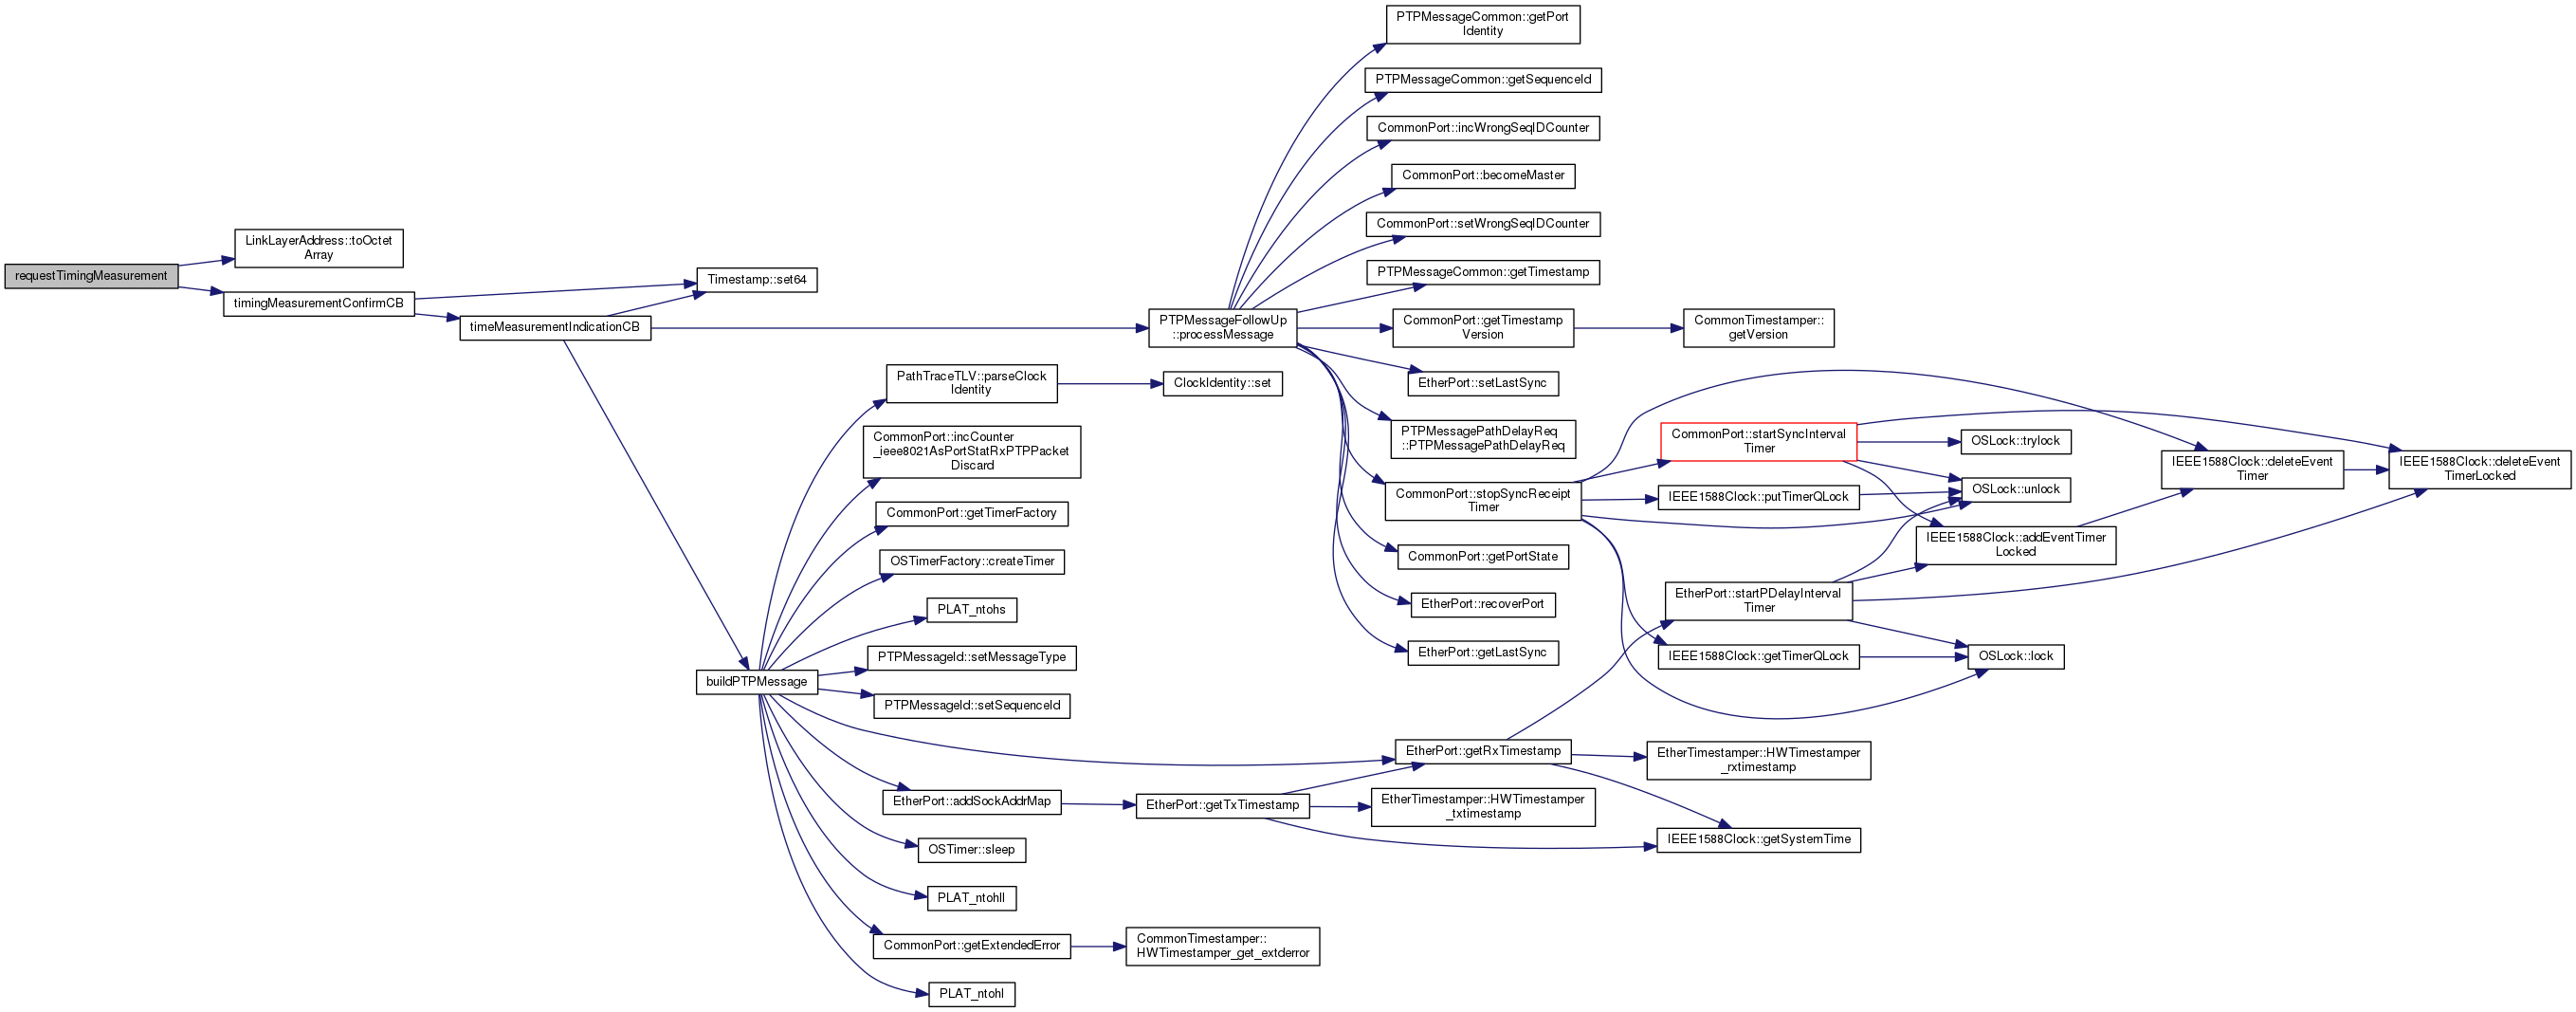 requestTimingMeasurement
LinkLayerAddress::toOctet
Array
timingMeasurementConfirmCB
Timestamp::set64
timeMeasurementIndicationCB
buildPTPMessage
PathTraceTLV::parseClock
Identity
ClockIdentity::set
CommonPort::incCounter
_ieee8021AsPortStatRxPTPPacket
Discard
CommonPort::getTimerFactory
OSTimerFactory::createTimer
PLAT_ntohs
PTPMessageId::setMessageType
PTPMessageId::setSequenceId
EtherPort::addSockAddrMap
OSTimer::sleep
PLAT_ntohll
CommonPort::getExtendedError
PLAT_ntohl
CommonTimestamper::
HWTimestamper_get_extderror
EtherPort::getTxTimestamp
PTPMessageFollowUp
::processMessage
PTPMessageCommon::getPort
Identity
PTPMessageCommon::getSequenceId
CommonPort::incWrongSeqIDCounter
CommonPort::becomeMaster
CommonPort::setWrongSeqIDCounter
PTPMessageCommon::getTimestamp
CommonPort::getTimestamp
Version
CommonTimestamper::
getVersion
EtherPort::setLastSync
PTPMessagePathDelayReq
::PTPMessagePathDelayReq
CommonPort::stopSyncReceipt
Timer
CommonPort::getPortState
EtherPort::recoverPort
EtherPort::getLastSync
EtherPort::getRxTimestamp
EtherTimestamper::HWTimestamper
_txtimestamp
CommonPort::startSyncInterval
Timer
IEEE1588Clock::putTimerQLock
EtherPort::startPDelayInterval
Timer
IEEE1588Clock::getTimerQLock
EtherTimestamper::HWTimestamper
_rxtimestamp
IEEE1588Clock::getSystemTime
OSLock::trylock
OSLock::unlock
IEEE1588Clock::addEventTimer
Locked
OSLock::lock
IEEE1588Clock::deleteEvent
Timer
IEEE1588Clock::deleteEvent
TimerLocked